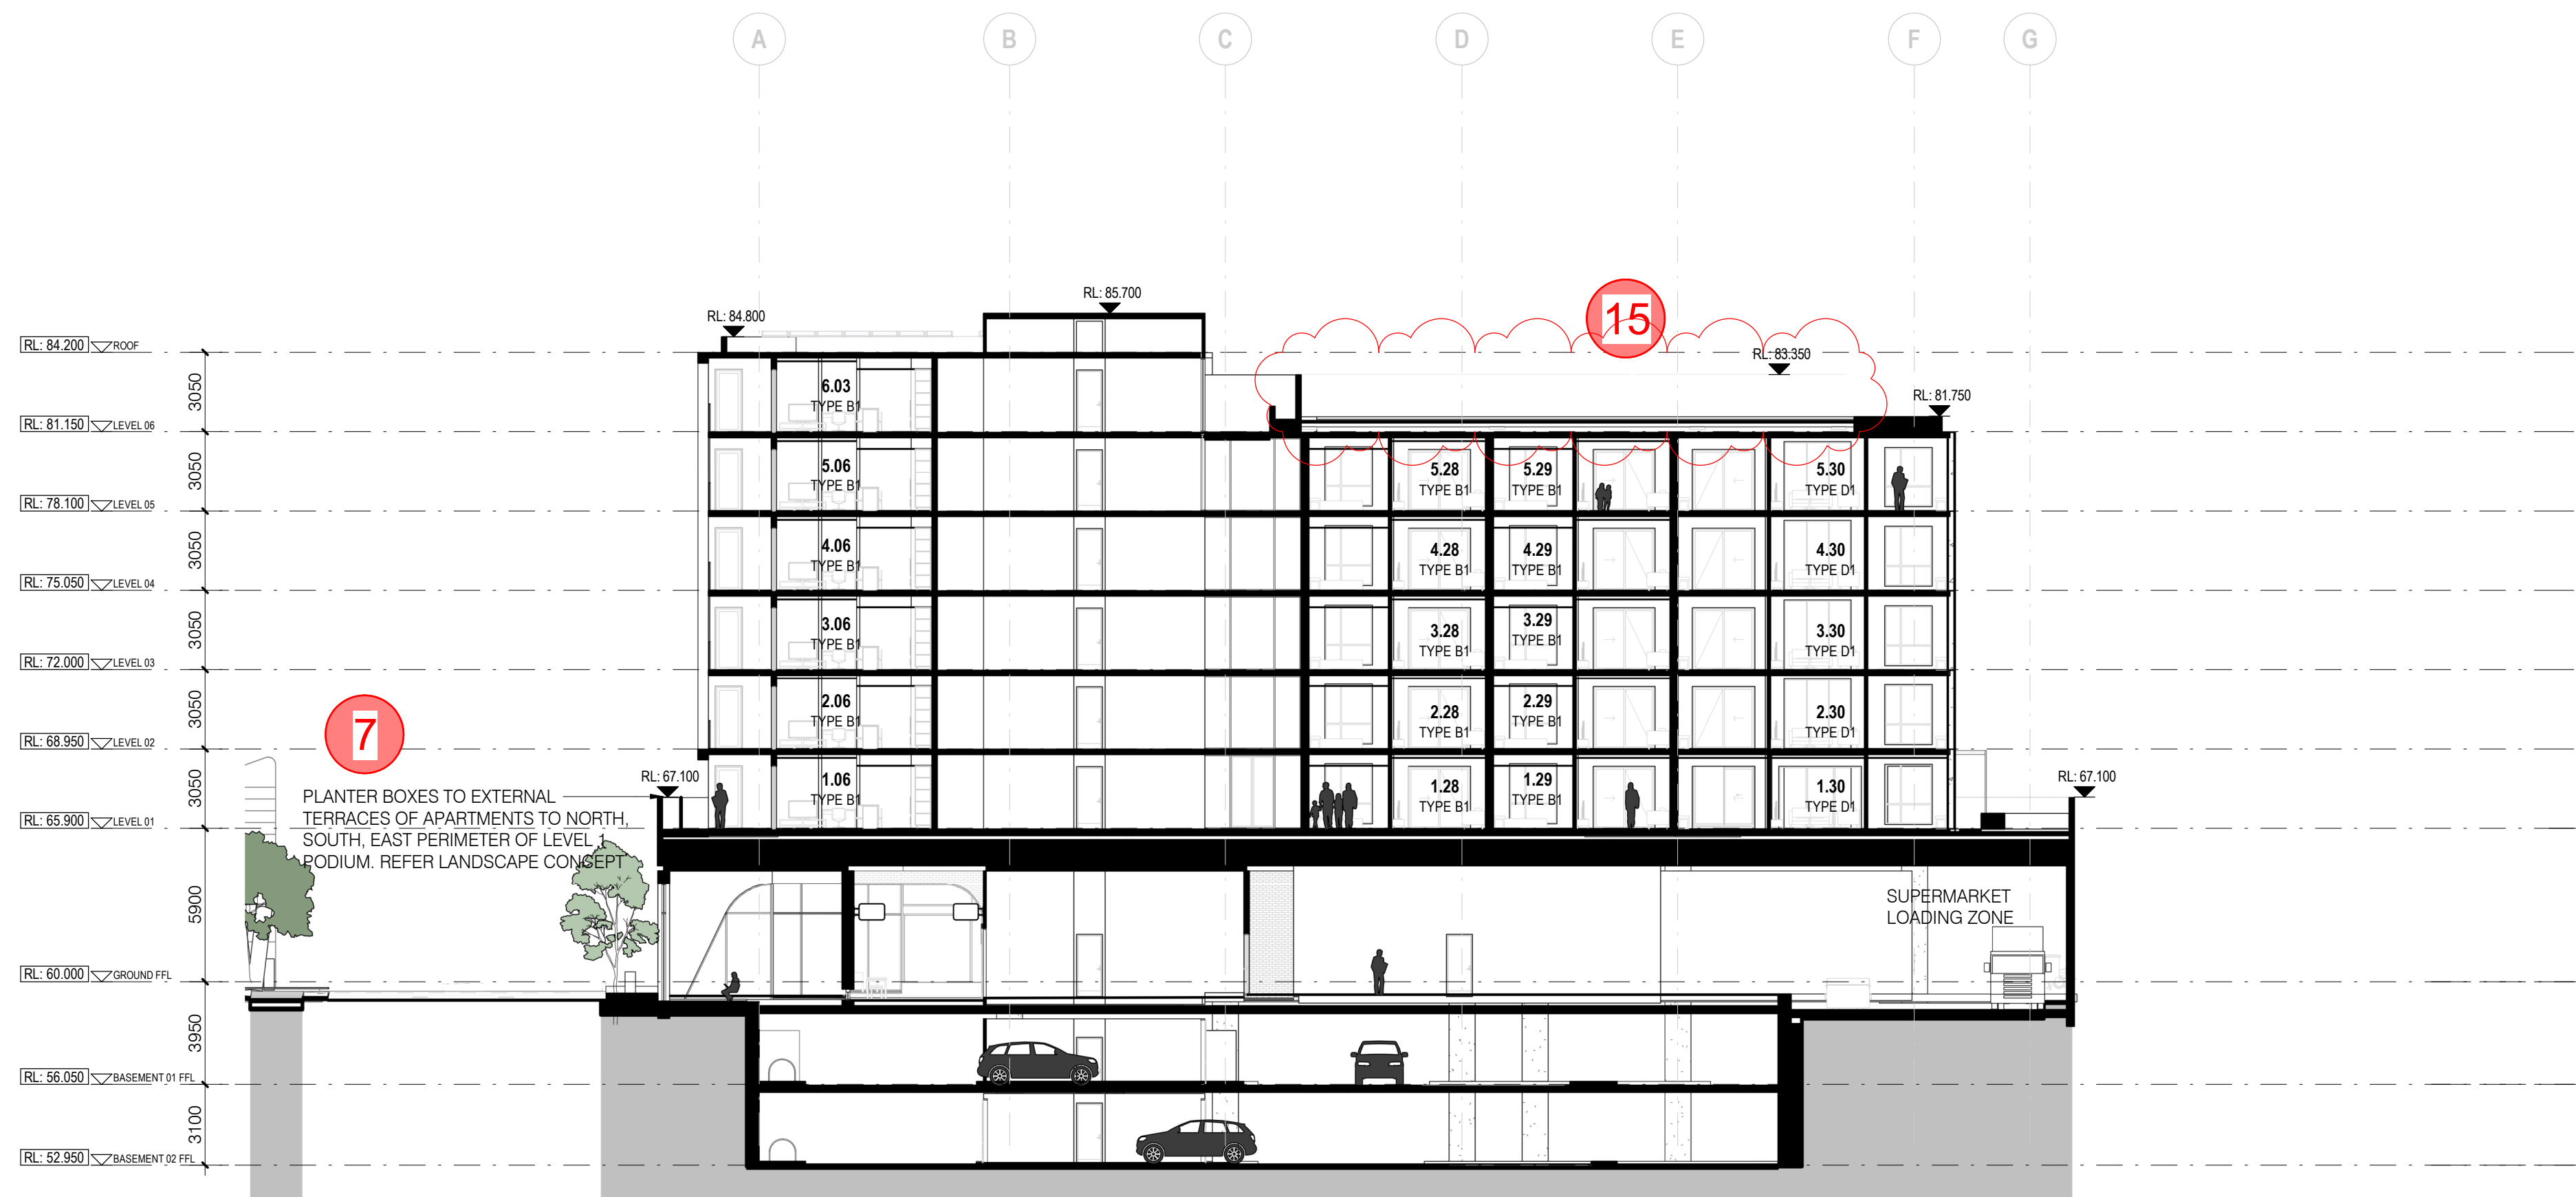 A
B
C
D
E
F
G
15
RL: 85.700
RL: 84.800
RL: 84.200 ROOF
RL: 83.350
RL: 81.750
3050
6.03
TYPE B1
RL: 81.150 LEVEL 06
3050
5.06
TYPE B1
5.28
TYPE B1
5.29
TYPE B1
5.30
TYPE D1
RL: 78.100 LEVEL 05
3050
4.06
TYPE B1
4.28
TYPE B1
4.29
TYPE B1
4.30
TYPE D1
RL: 75.050 LEVEL 04
3050
3.06
TYPE B1
3.28
TYPE B1
3.29
TYPE B1
3.30
TYPE D1
RL: 72.000 LEVEL 03
3050
2.06
TYPE B1
2.28
TYPE B1
2.29
TYPE B1
2.30
TYPE D1
RL: 68.950 LEVEL 02
7
3050
RL: 67.100
1.06
TYPE B1
1.28
TYPE B1
1.29
TYPE B1
1.30
TYPE D1
RL: 67.100
PLANTER BOXES TO EXTERNAL
TERRACES OF APARTMENTS TO NORTH,
SOUTH, EAST PERIMETER OF LEVEL 1
PODIUM. REFER LANDSCAPE CONCEPT
RL: 65.900 LEVEL 01
5900
SUPERMARKET
LOADING ZONE
RL: 60.000 GROUND FFL
3950
RL: 56.050 BASEMENT 01 FFL
3100
RL: 52.950 BASEMENT 02 FFL